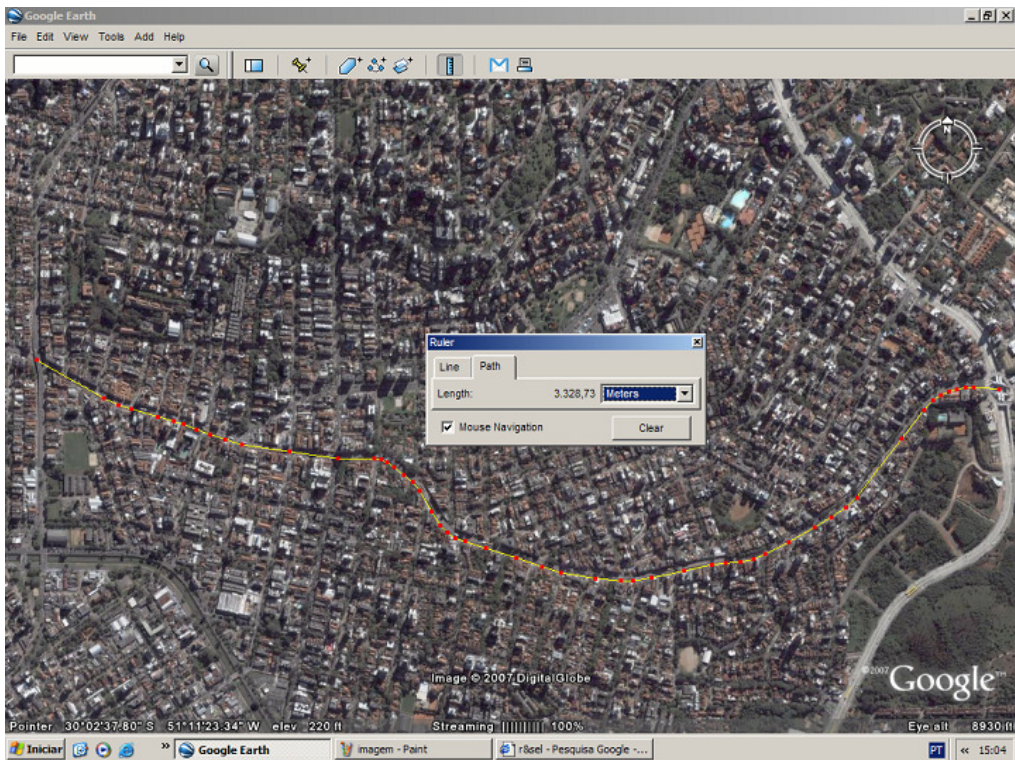 Google Earth
File Edit View Tools Add Help
N
Ruler
Line Path
Length: 3.328,73 Meters
Mouse Navigation Clear
Image © 2007 DigitalGlobe
©2007 Google™
Pointer 30°02'37.80" S 51°11'23.34" W elev 220 ft Streaming |||||||||| 100% Eye alt 8930 ft
Iniciar » Google Earth imagem - Paint r8sel - Pesquisa Google -... PT « 15:04